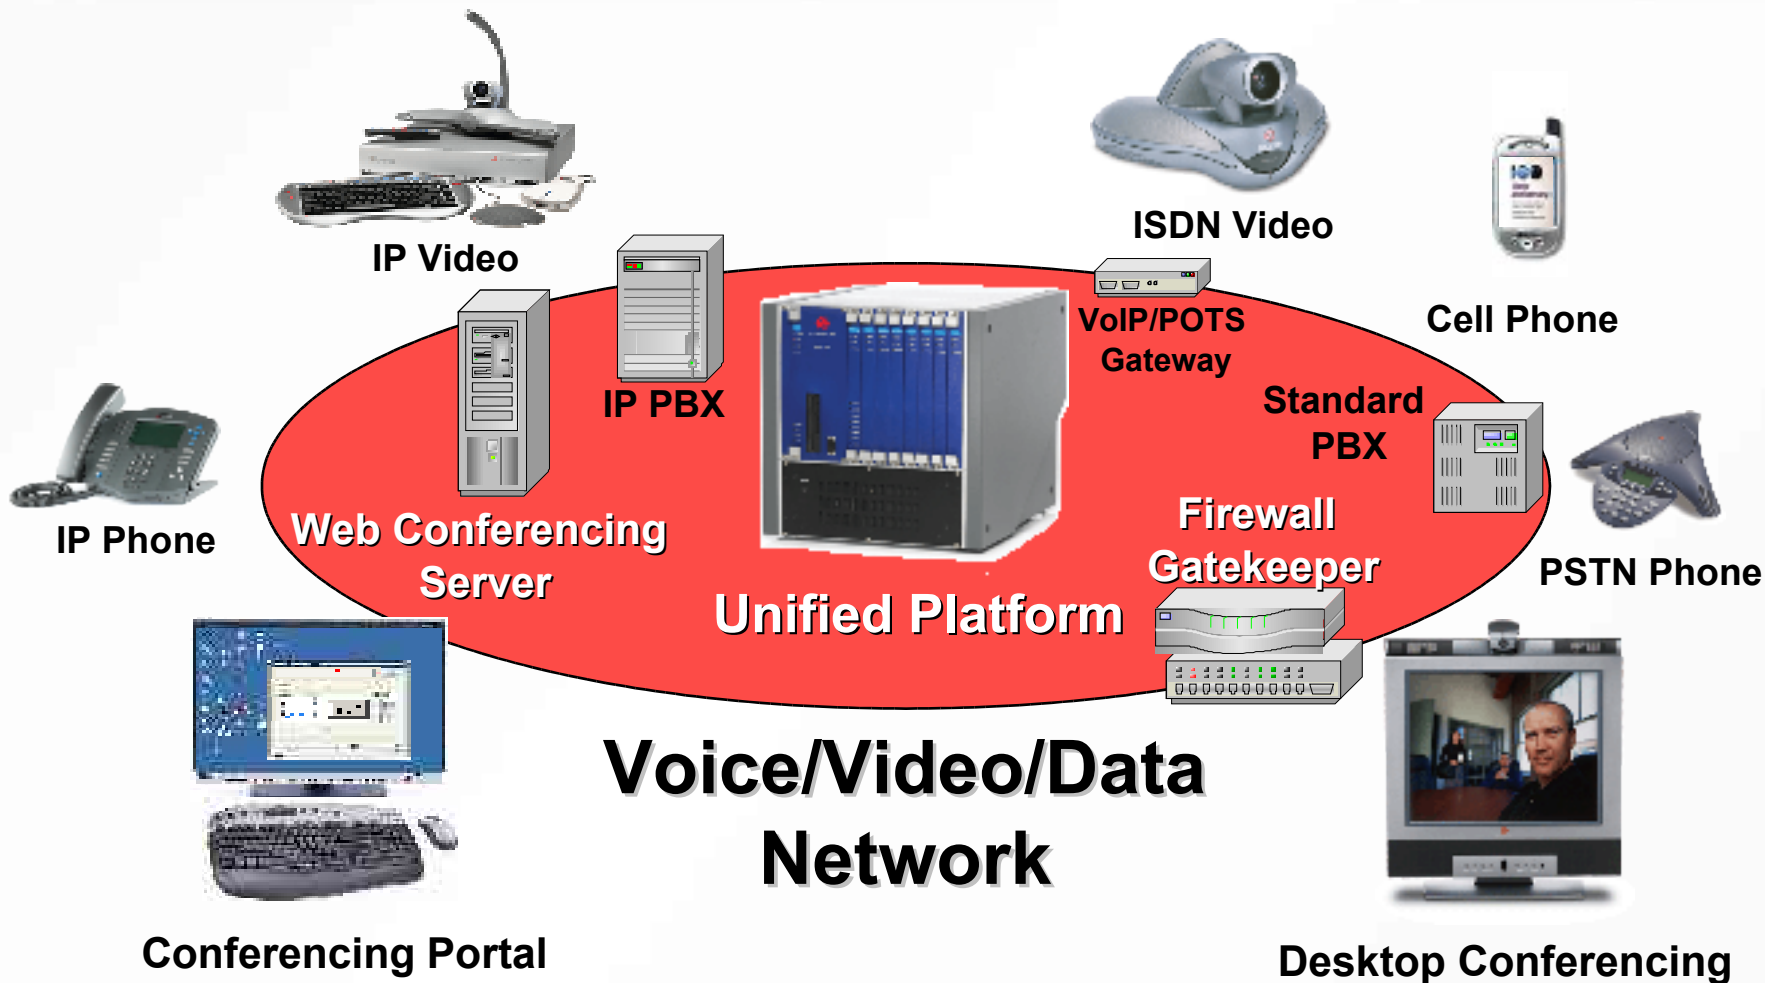 ISDN Video
IP Video
Cell Phone
VoIP/POTS
Gateway
IP PBX
Standard
PBX
IP Phone
Web Conferencing
Server
Firewall
Gatekeeper
PSTN Phone
Unified Platform
Voice/Video/Data
Network
Conferencing Portal
Desktop Conferencing